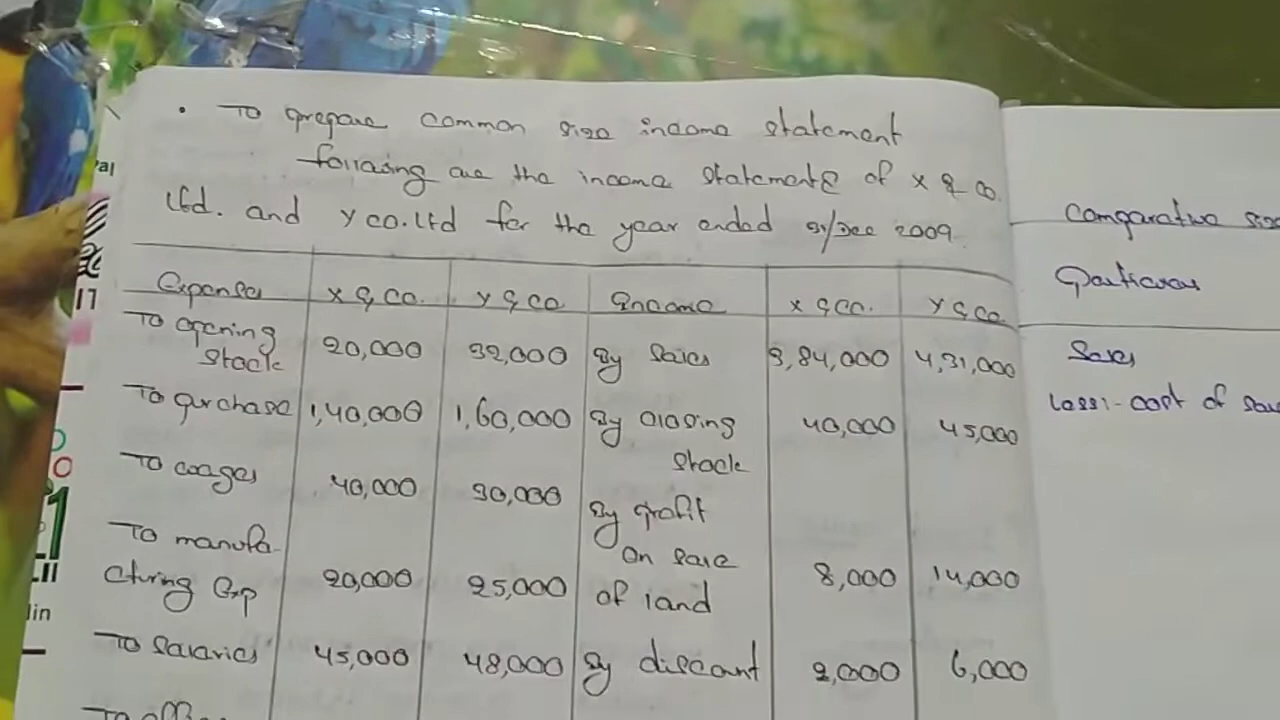 • To prepare common size income statement
following are the income statements of X & Co.
Ltd. and Y Co. Ltd for the year ended 31/Dec 2009.
Expenses X & Co. Y & Co. Income X & Co. Y & Co.
To opening stock 20,000 32,000 By Sales 3,84,000 4,31,000
To purchase 1,40,000 1,60,000 By closing stock 40,000 45,000
To wages 40,000 30,000 By profit
To manufa- on sale
cturing Exp 20,000 25,000 of land 8,000 14,000
To Salaries 45,000 48,000 By discount 2,000 6,000
Comparative
Particulars
Sales
Less:- cost of
17
lin